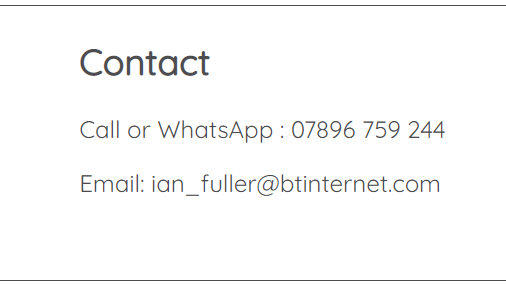 Contact
Call or WhatsApp : 07896 759 244
Email: ian_fuller@btinternet.com